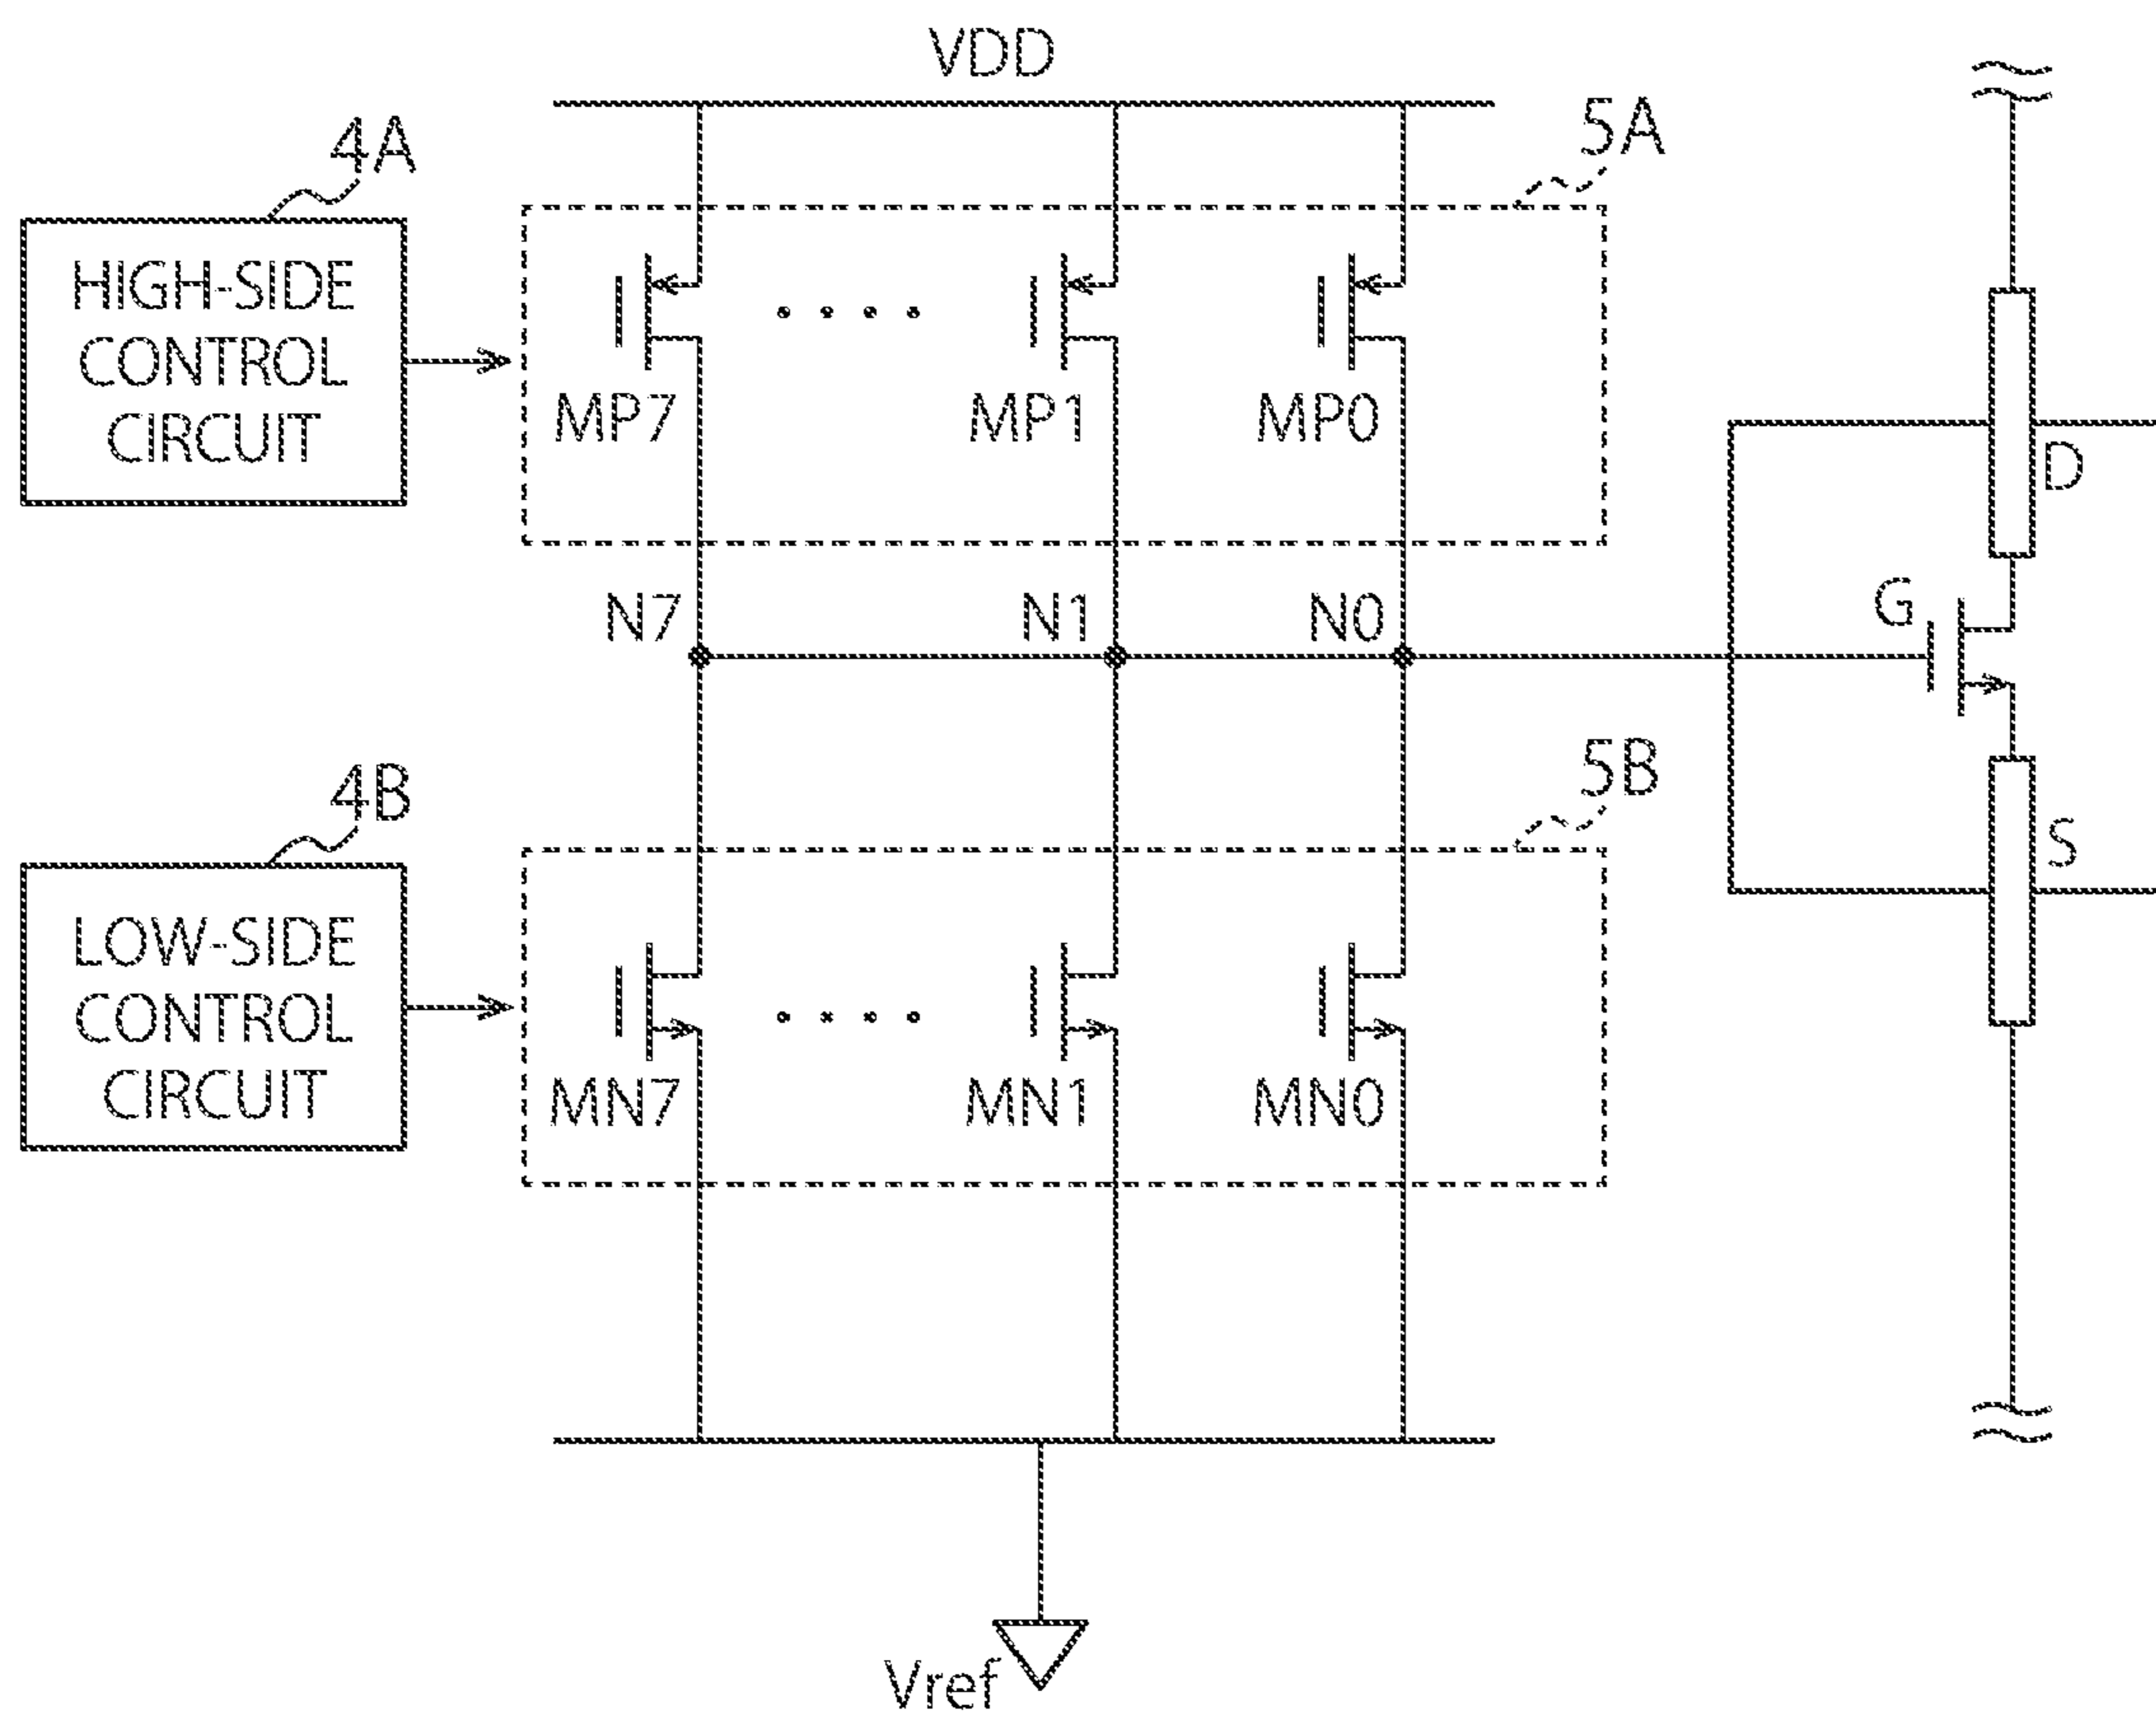 VDD
4A
5A
HIGH-SIDE
CONTROL
CIRCUIT
MP7
MP1
MP0
D
N7
N1
N0
G
4B
5B
S
LOW-SIDE
CONTROL
CIRCUIT
MN7
MN1
MN0
Vref